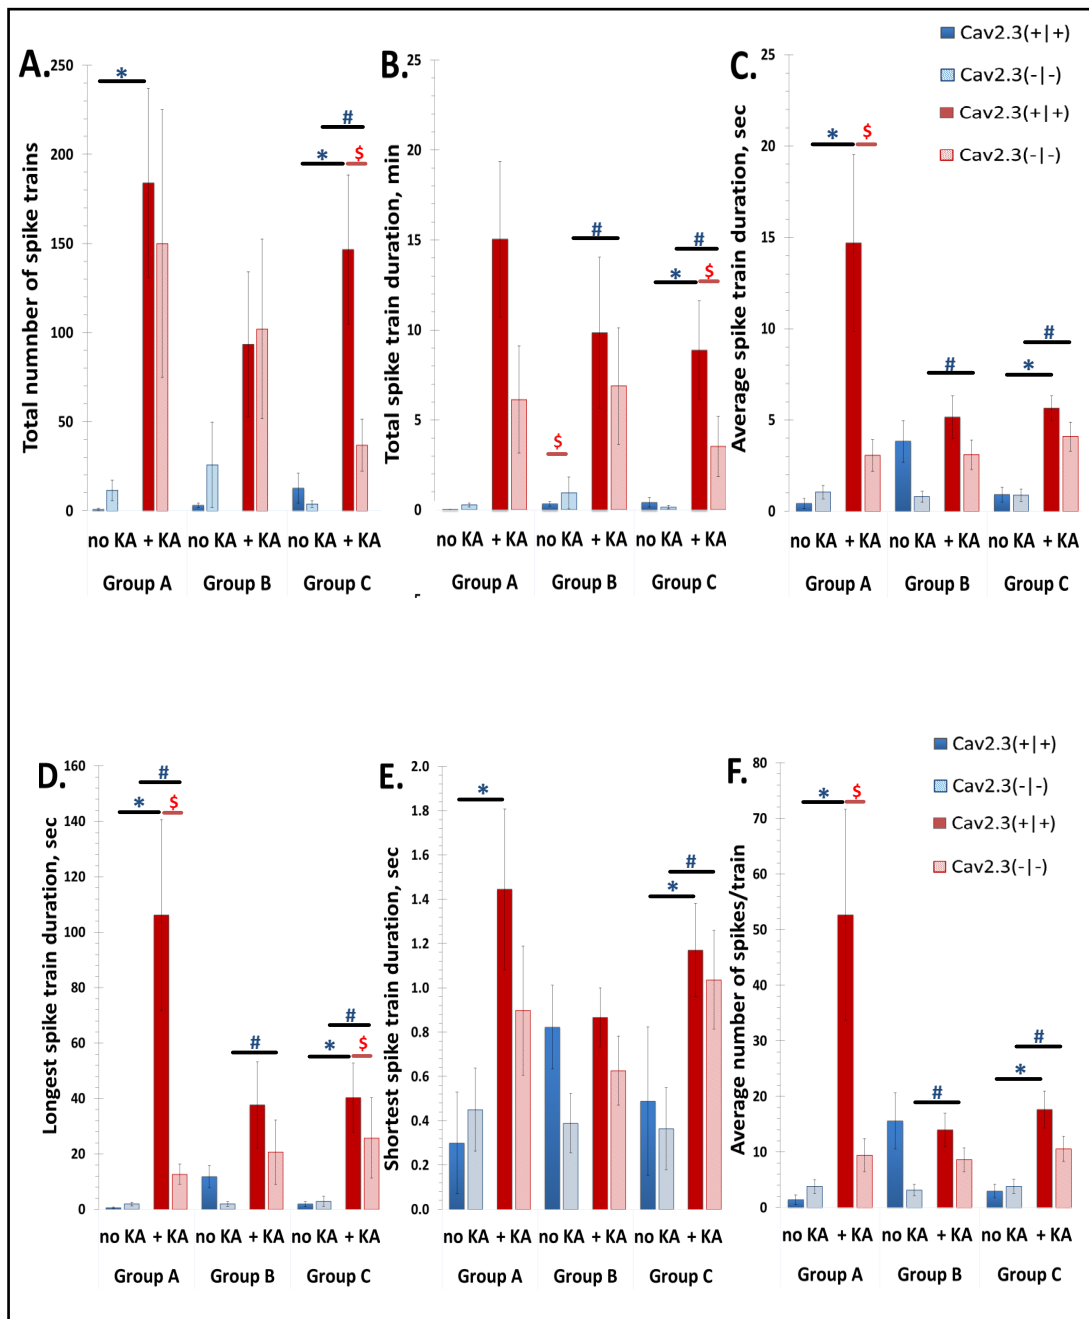 A.
Total numnber of spike trains
250
200
150
100
50
0
*
*
#
$
no KA + KA no KA + KA no KA + KA
Group A Group B Group C
B.
Total spike train duration, min
25
20
15
10
5
0
$
#
#
*
$
no KA + KA no KA + KA no KA + KA
Group A Group B Group C
C.
Average spike train duration, sec
25
20
15
10
5
0
*
$
#
#
*
no KA + KA no KA + KA no KA + KA
Group A Group B Group C
Cav2.3(+|+)
Cav2.3(-|-)
Cav2.3(+|+)
Cav2.3(-|-)
D.
Longest spike train duration, sec
160
140
120
100
80
60
40
20
0
#
*
$
#
#
*
$
no KA + KA no KA + KA no KA + KA
Group A Group B Group C
E.
Shortest spike train duration, sec
2.0
1.8
1.6
1.4
1.2
1.0
0.8
0.6
0.4
0.2
0.0
*
#
*
no KA + KA no KA + KA no KA + KA
Group A Group B Group C
F.
Average number of spikes/train
80
70
60
50
40
30
20
10
0
*
$
#
#
*
no KA + KA no KA + KA no KA + KA
Group A Group B Group C
Cav2.3(+|+)
Cav2.3(-|-)
Cav2.3(+|+)
Cav2.3(-|-)